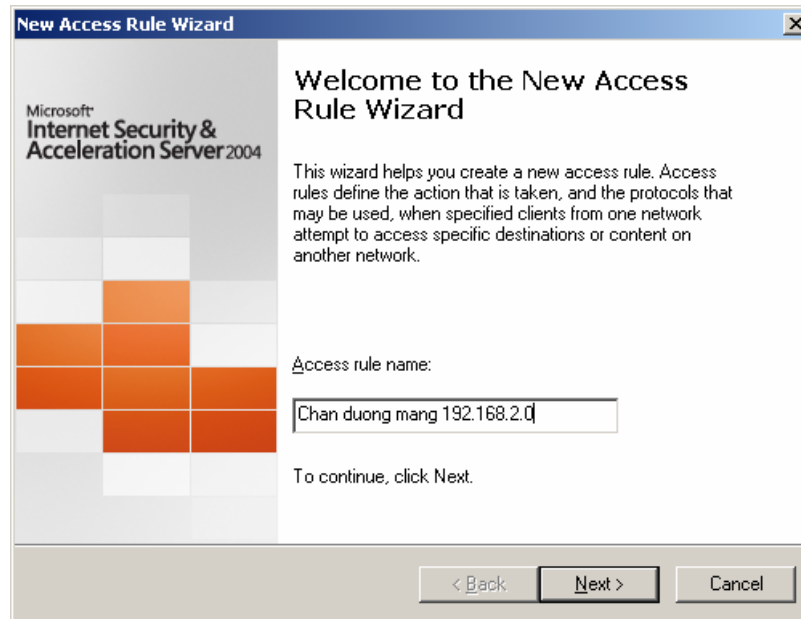 New Access Rule Wizard
Microsoft
Internet Security &
Acceleration Server 2004
Welcome to the New Access
Rule Wizard
This wizard helps you create a new access rule. Access
rules define the action that is taken, and the protocols that
may be used, when specified clients from one network
attempt to access specific destinations or content on
another network.
Access rule name:
Chan duong mang 192.168.2.0
To continue, click Next.
< Back
Next >
Cancel